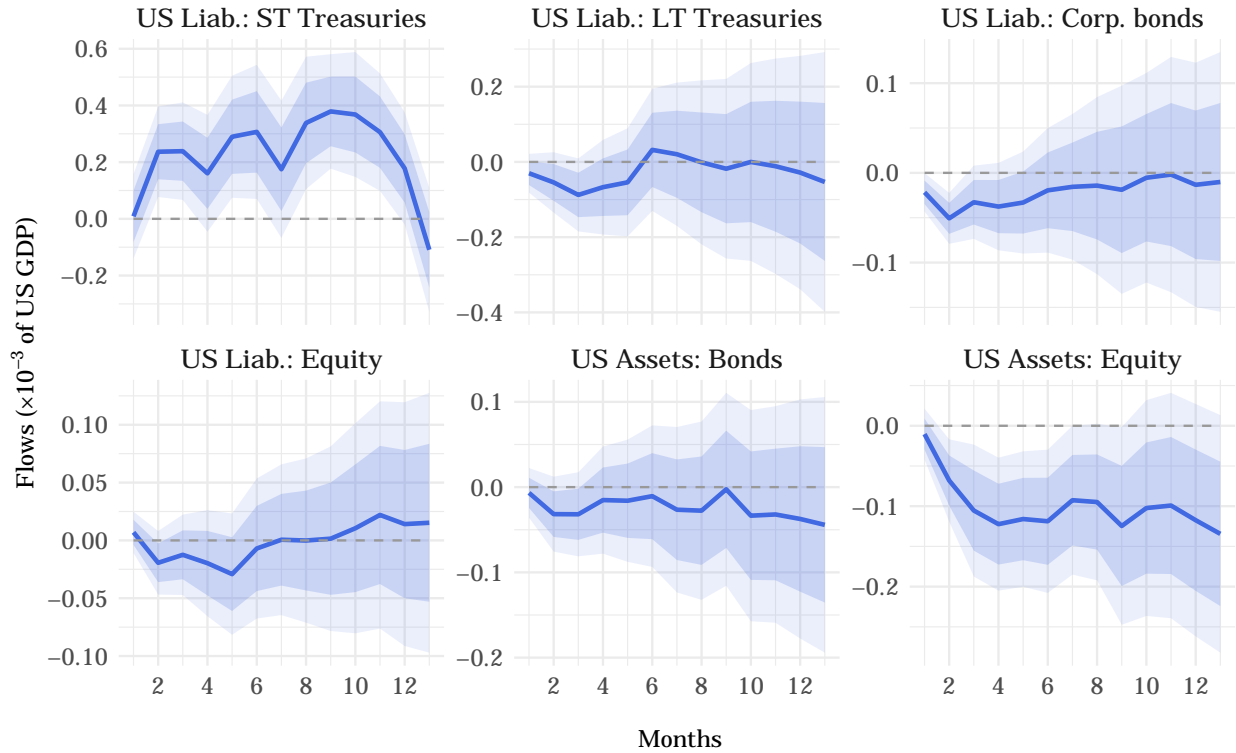 US Liab.: ST Treasuries
US Liab.: LT Treasuries
US Liab.: Corp. bonds
0.6
0.4
0.2
0.0
−0.2
0.2
0.0
−0.2
−0.4
0.1
0.0
−0.1
US Liab.: Equity
US Assets: Bonds
US Assets: Equity
0.10
0.05
0.00
−0.05
−0.10
0.1
0.0
−0.1
−0.2
0.0
−0.1
−0.2
2 4 6 8 10 12
2 4 6 8 10 12
2 4 6 8 10 12
Flows (×10⁻³ of US GDP)
Months